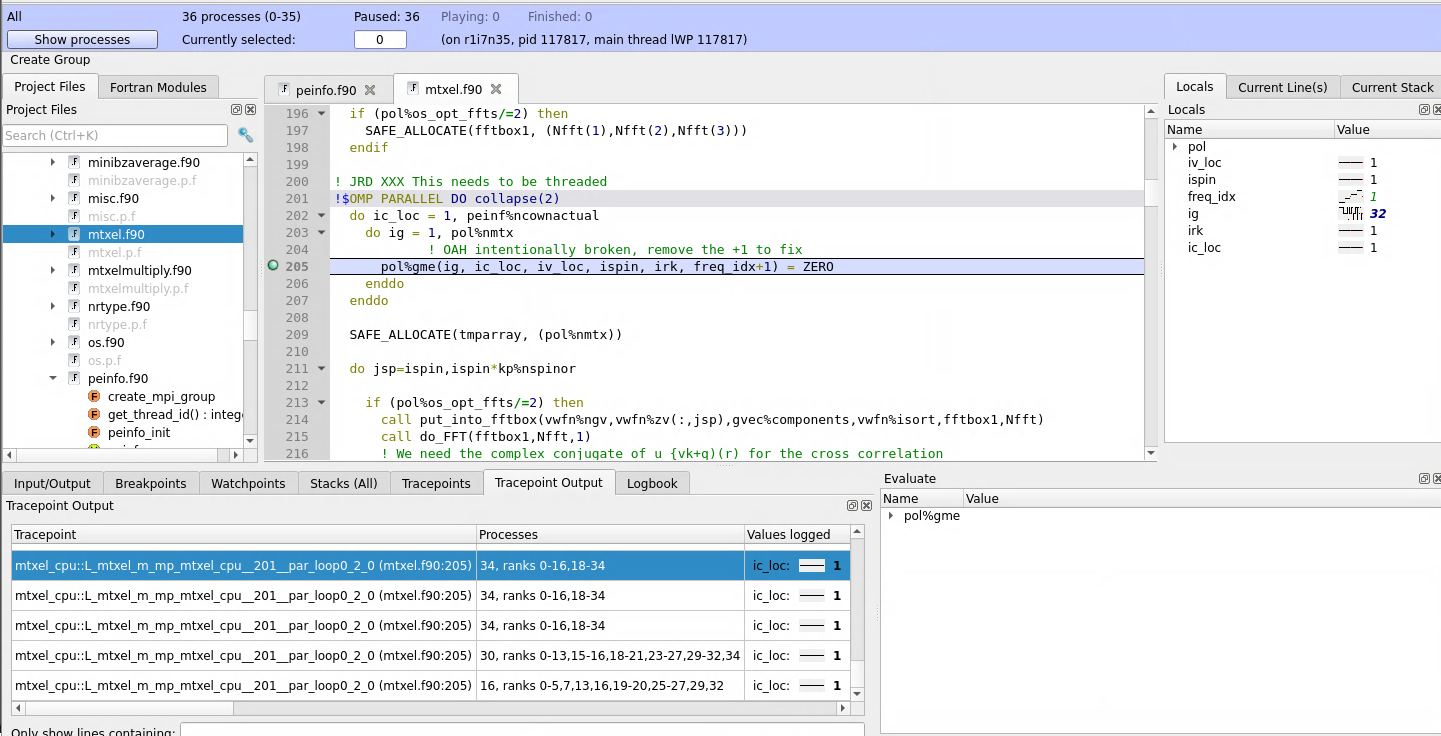 All 36 processes (0-35) Paused: 36 Playing: 0 Finished: 0
Show processes Currently selected: 0 (on r1i7n35, pid 117817, main thread lWP 117817)
Create Group
Project Files Fortran Modules
Project Files
Search (Ctrl+K)
minibzaverage.f90
minibzaverage.p.f
misc.f90
misc.p.f
mtxel.f90
mtxel.p.f
mtxelmultiply.f90
mtxelmultiply.p.f
nrtype.f90
nrtype.p.f
os.f90
os.p.f
peinfo.f90
F create_mpi_group
F get_thread_id() : intege
F peinfo_init
peinfo.f90 mtxel.f90
196 if (pol%os_opt_ffts/=2) then
197 SAFE_ALLOCATE(fftbox1, (Nfft(1),Nfft(2),Nfft(3)))
198 endif
199
200 ! JRD XXX This needs to be threaded
201 !$OMP PARALLEL DO collapse(2)
202 do ic_loc = 1, peinf%ncownactual
203 do ig = 1, pol%nmtx
204 ! OAH intentionally broken, remove the +1 to fix
205 pol%gme(ig, ic_loc, iv_loc, ispin, irk, freq_idx+1) = ZERO
206 enddo
207 enddo
208
209 SAFE_ALLOCATE(tmparray, (pol%nmtx))
210
211 do jsp=ispin,ispin*kp%nspinor
212
213 if (pol%os_opt_ffts/=2) then
214 call put_into_fftbox(vwfn%ngv,vwfn%zv(:,jsp),gvec%components,vwfn%isort,fftbox1,Nfft)
215 call do_FFT(fftbox1,Nfft,1)
216 ! We need the complex conjugate of u {vk+q)(r) for the cross correlation
Locals Current Line(s) Current Stack
Locals
Name Value
pol
iv_loc 1
ispin 1
freq_idx 1
ig 32
irk 1
ic_loc 1
Input/Output Breakpoints Watchpoints Stacks (All) Tracepoints Tracepoint Output Logbook
Tracepoint Output
Tracepoint Processes Values logged
mtxel_cpu::L_mtxel_m_mp_mtxel_cpu__201__par_loop0_2_0 (mtxel.f90:205) 34, ranks 0-16,18-34 ic_loc: 1
mtxel_cpu::L_mtxel_m_mp_mtxel_cpu__201__par_loop0_2_0 (mtxel.f90:205) 34, ranks 0-16,18-34 ic_loc: 1
mtxel_cpu::L_mtxel_m_mp_mtxel_cpu__201__par_loop0_2_0 (mtxel.f90:205) 34, ranks 0-16,18-34 ic_loc: 1
mtxel_cpu::L_mtxel_m_mp_mtxel_cpu__201__par_loop0_2_0 (mtxel.f90:205) 30, ranks 0-13,15-16,18-21,23-27,29-32,34 ic_loc: 1
mtxel_cpu::L_mtxel_m_mp_mtxel_cpu__201__par_loop0_2_0 (mtxel.f90:205) 16, ranks 0-5,7,13,16,19-20,25-27,29,32 ic_loc: 1
Only show lines containing:
Evaluate
Name Value
pol%gme